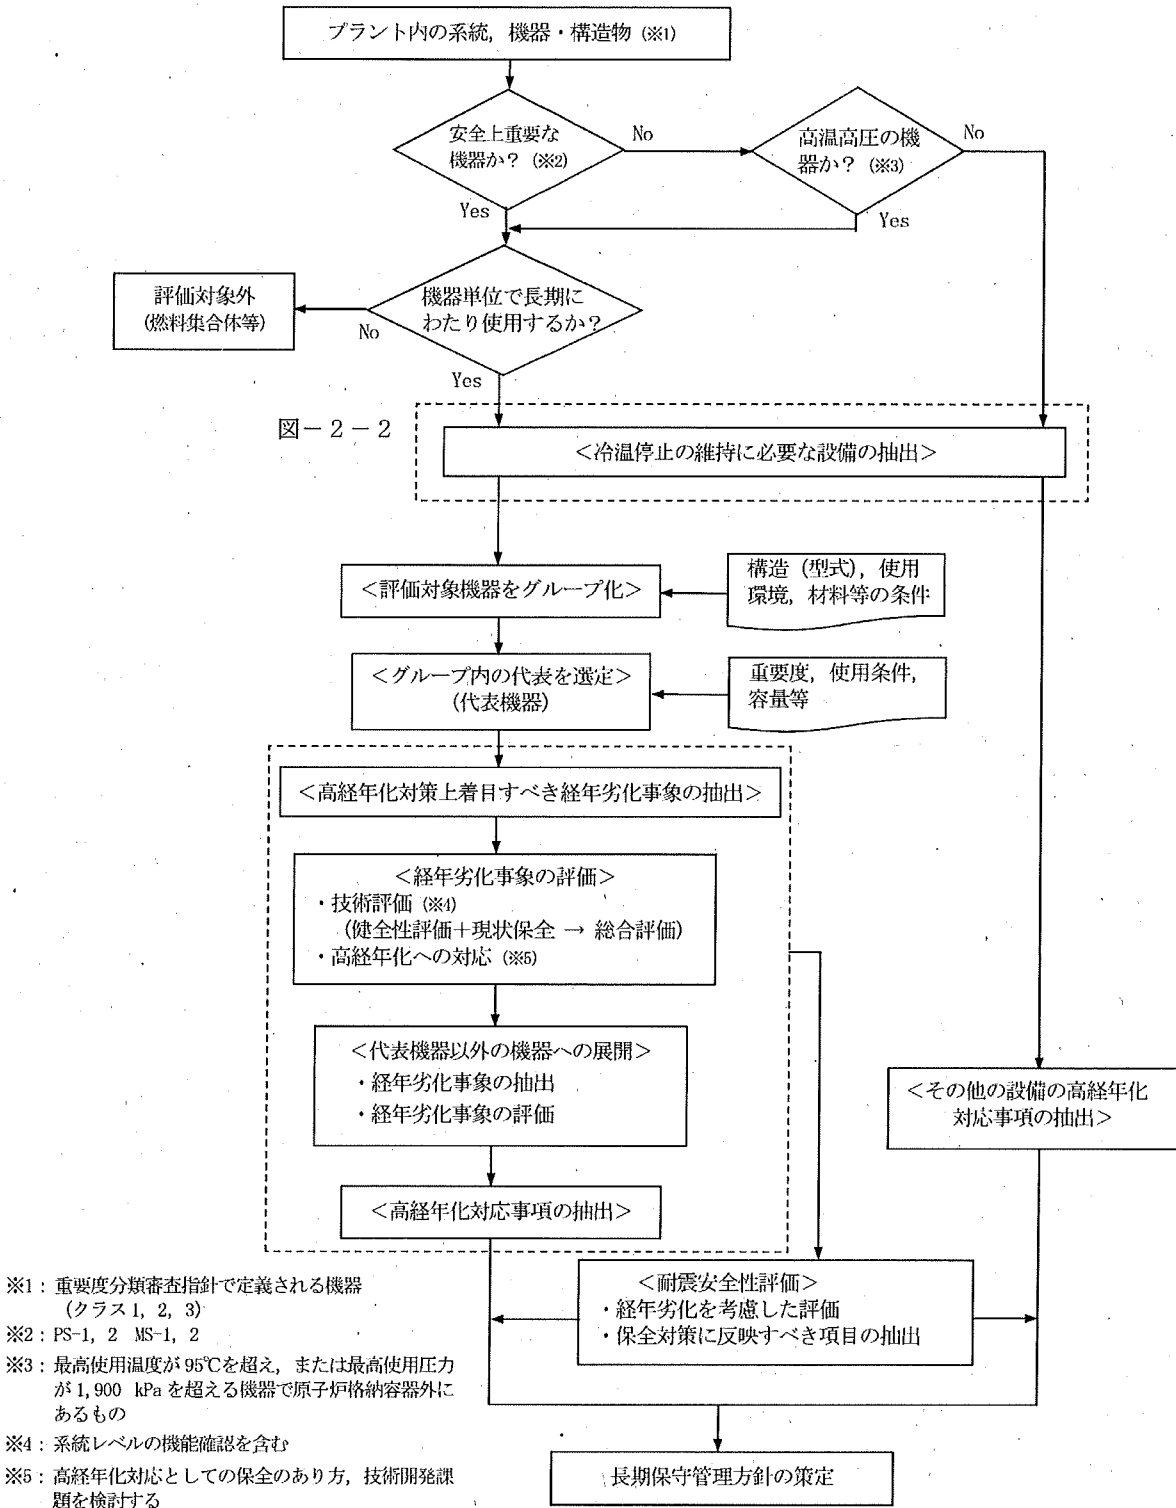 プラント内の系統，機器・構造物 (※1)
安全上重要な
機器か？ (※2)
No
高温高圧の機
器か？ (※3)
No
Yes
Yes
評価対象外
(燃料集合体等)
機器単位で長期に
わたり使用するか？
No
Yes
図－２－２
＜冷温停止の維持に必要な設備の抽出＞
＜評価対象機器をグループ化＞
構造（型式），使用
環境，材料等の条件
＜グループ内の代表を選定＞
(代表機器)
重要度，使用条件，
容量等
＜高経年化対策上着目すべき経年劣化事象の抽出＞
＜経年劣化事象の評価＞
・技術評価 (※4)
（健全性評価＋現状保全 → 総合評価）
・高経年化への対応 (※5)
＜代表機器以外の機器への展開＞
・経年劣化事象の抽出
・経年劣化事象の評価
＜その他の設備の高経年化
対応事項の抽出＞
＜高経年化対応事項の抽出＞
＜耐震安全性評価＞
・経年劣化を考慮した評価
・保全対策に反映すべき項目の抽出
長期保守管理方針の策定
※1：重要度分類審査指針で定義される機器
（クラス 1, 2, 3）
※2：PS-1, 2 MS-1, 2
※3：最高使用温度が 95℃を超え，または最高使用圧力
が 1,900 kPa を超える機器で原子炉格納容器外に
あるもの
※4：系統レベルの機能確認を含む
※5：高経年化対応としての保全のあり方，技術開発課
題を検討する